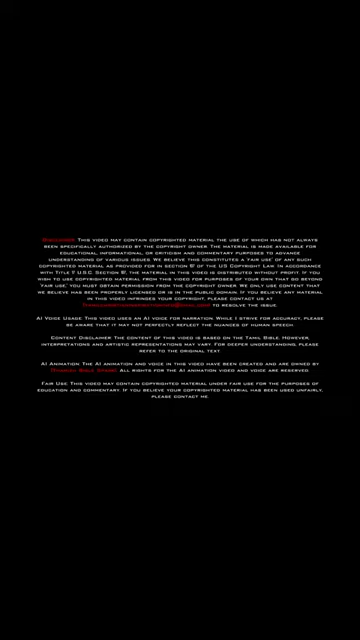 Disclaimer: This video may contain copyrighted material the use of which has not always
been specifically authorized by the copyright owner. The material is made available for
educational, informational, or criticism and commentary purposes to advance
understanding of various issues. We believe this constitutes a 'fair use' of any such
copyrighted material as provided for in section 107 of the US Copyright Law. In accordance
with Title 17 U.S.C. Section 107, the material in this video is distributed without profit. If you
wish to use copyrighted material from this video for purposes of your own that go beyond
'fair use', you must obtain permission from the copyright owner. We only use content that
we believe has been properly licensed or is in the public domain. If you believe any material
in this video infringes your copyright, please contact us at
to resolve the issue.
AI Voice Usage: This video uses an AI voice for narration. While I strive for accuracy, please
be aware that it may not perfectly reflect the nuances of human speech.
Content Disclaimer: The content of this video is based on the Tamil Bible. However,
interpretations and artistic representations may vary. For deeper understanding, please
refer to the original text.
AI Animation: The AI animation and voice in this video have been created and are owned by
Bible All rights for the AI animation video and voice are reserved.
Fair Use: This video may contain copyrighted material under fair use for the purposes of
education and commentary. If you believe your copyrighted material has been used unfairly,
please contact me.